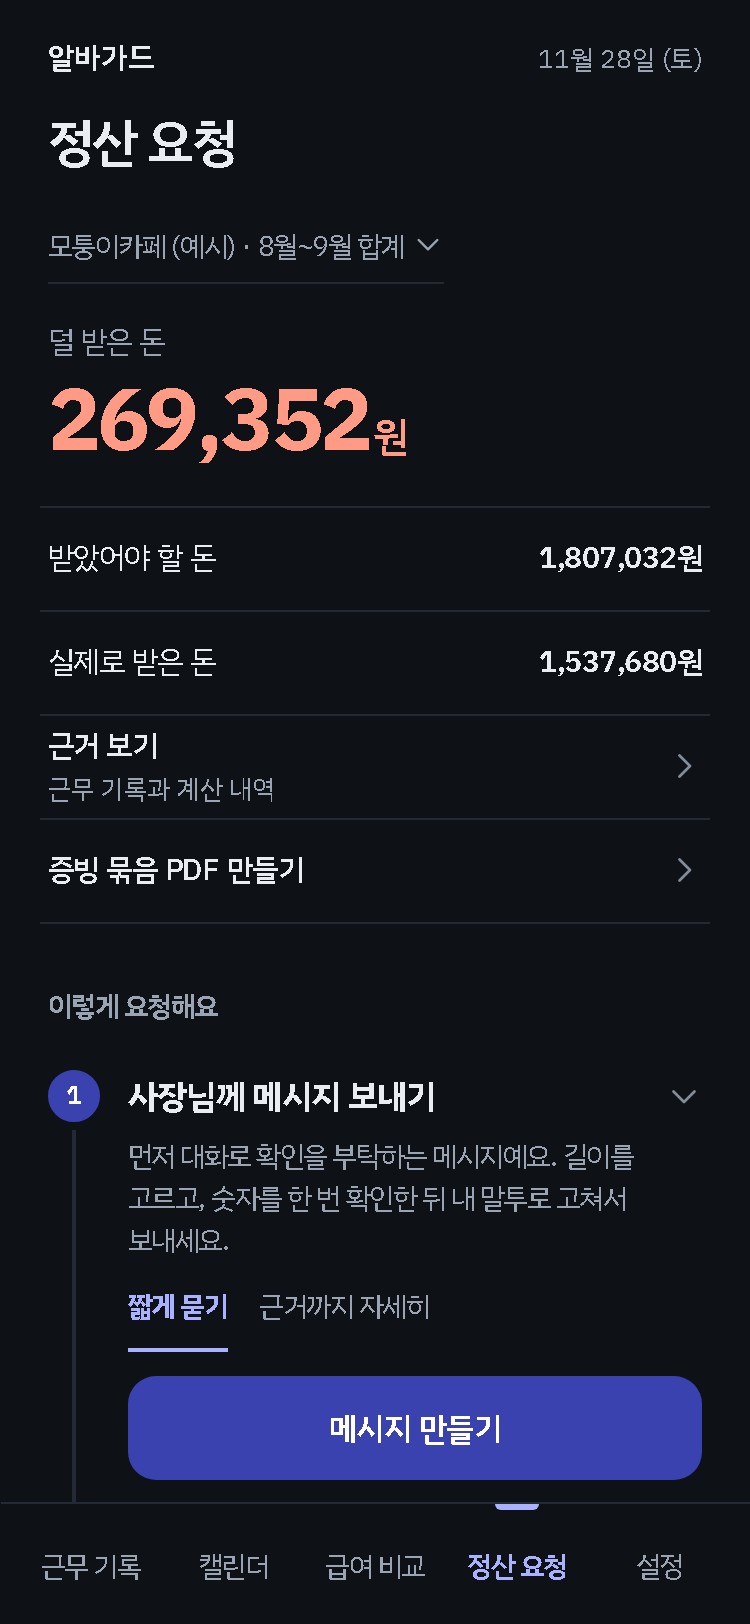 알바가드
11월 28일 (토)
정산 요청
모퉁이카페 (예시) · 8월~9월 합계
덜 받은 돈
269,352원
받았어야 할 돈
1,807,032원
실제로 받은 돈
1,537,680원
근거 보기
근무 기록과 계산 내역
증빙 묶음 PDF 만들기
이렇게 요청해요
1
사장님께 메시지 보내기
먼저 대화로 확인을 부탁하는 메시지예요. 길이를
고르고, 숫자를 한 번 확인한 뒤 내 말투로 고쳐서
보내세요.
짧게 묻기
근거까지 자세히
메시지 만들기
근무 기록
캘린더
급여 비교
정산 요청
설정